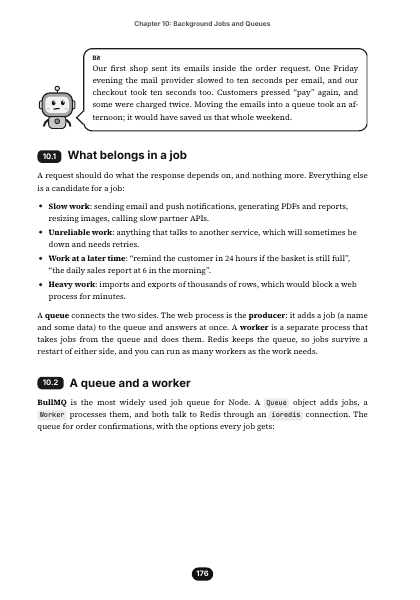 Chapter 10: Background Jobs and Queues
Bit
Our first shop sent its emails inside the order request. One Friday
evening the mail provider slowed to ten seconds per email, and our
checkout took ten seconds too. Customers pressed “pay” again, and
some were charged twice. Moving the emails into a queue took an af-
ternoon; it would have saved us that whole weekend.
10.1 What belongs in a job
A request should do what the response depends on, and nothing more. Everything else
is a candidate for a job:
• Slow work: sending email and push notifications, generating PDFs and reports,
resizing images, calling slow partner APIs.
• Unreliable work: anything that talks to another service, which will sometimes be
down and needs retries.
• Work at a later time: “remind the customer in 24 hours if the basket is still full”,
“the daily sales report at 6 in the morning”.
• Heavy work: imports and exports of thousands of rows, which would block a web
process for minutes.
A queue connects the two sides. The web process is the producer: it adds a job (a name
and some data) to the queue and answers at once. A worker is a separate process that
takes jobs from the queue and does them. Redis keeps the queue, so jobs survive a
restart of either side, and you can run as many workers as the work needs.
10.2 A queue and a worker
BullMQ is the most widely used job queue for Node. A Queue object adds jobs, a
Worker processes them, and both talk to Redis through an ioredis connection. The
queue for order confirmations, with the options every job gets:
176